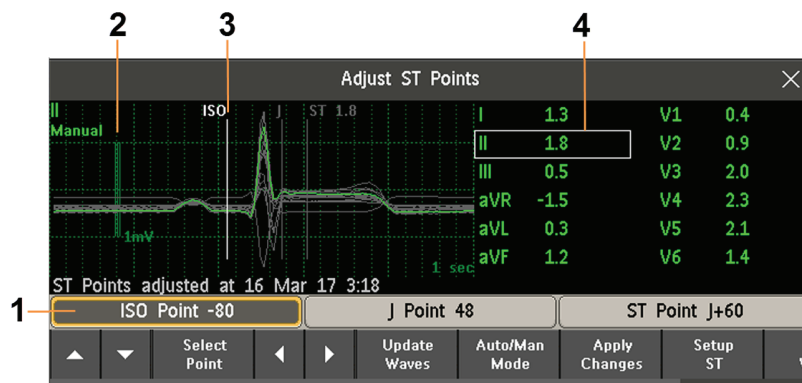 1
2
3
4
Adjust ST Points
II
Manual
ISO
J
ST 1.8
1mV
1 sec
ST Points adjusted at 16 Mar 17 3:18
I 1.3 V1 0.4
II 1.8 V2 0.9
III 0.5 V3 2.0
aVR -1.5 V4 2.3
aVL 0.3 V5 2.1
aVF 1.2 V6 1.4
ISO Point -80
J Point 48
ST Point J+60
Select
Point
Update
Waves
Auto/Man
Mode
Apply
Changes
Setup
ST